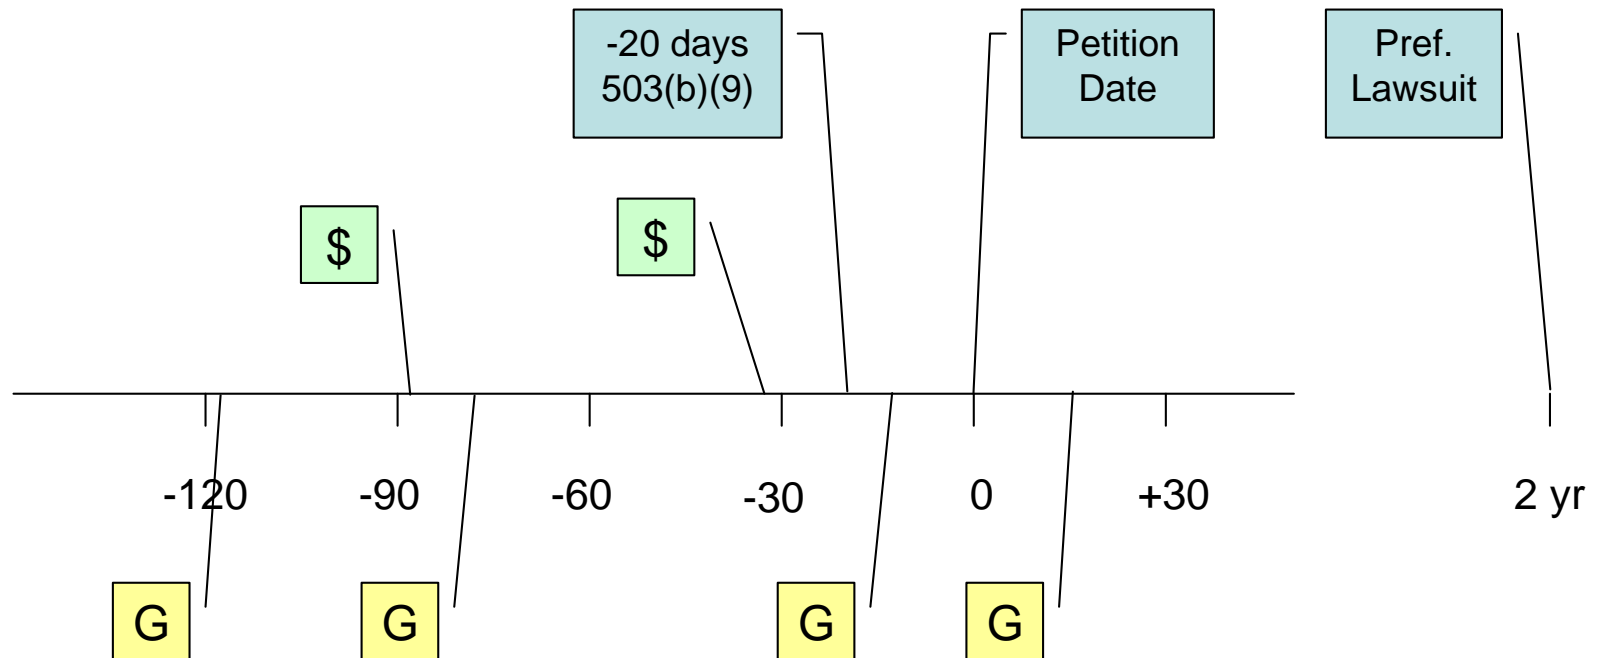 -20 days
503(b)(9)
Petition
Date
Pref.
Lawsuit
$
$
-120
-90
-60
-30
0
+30
2 yr
G
G
G
G